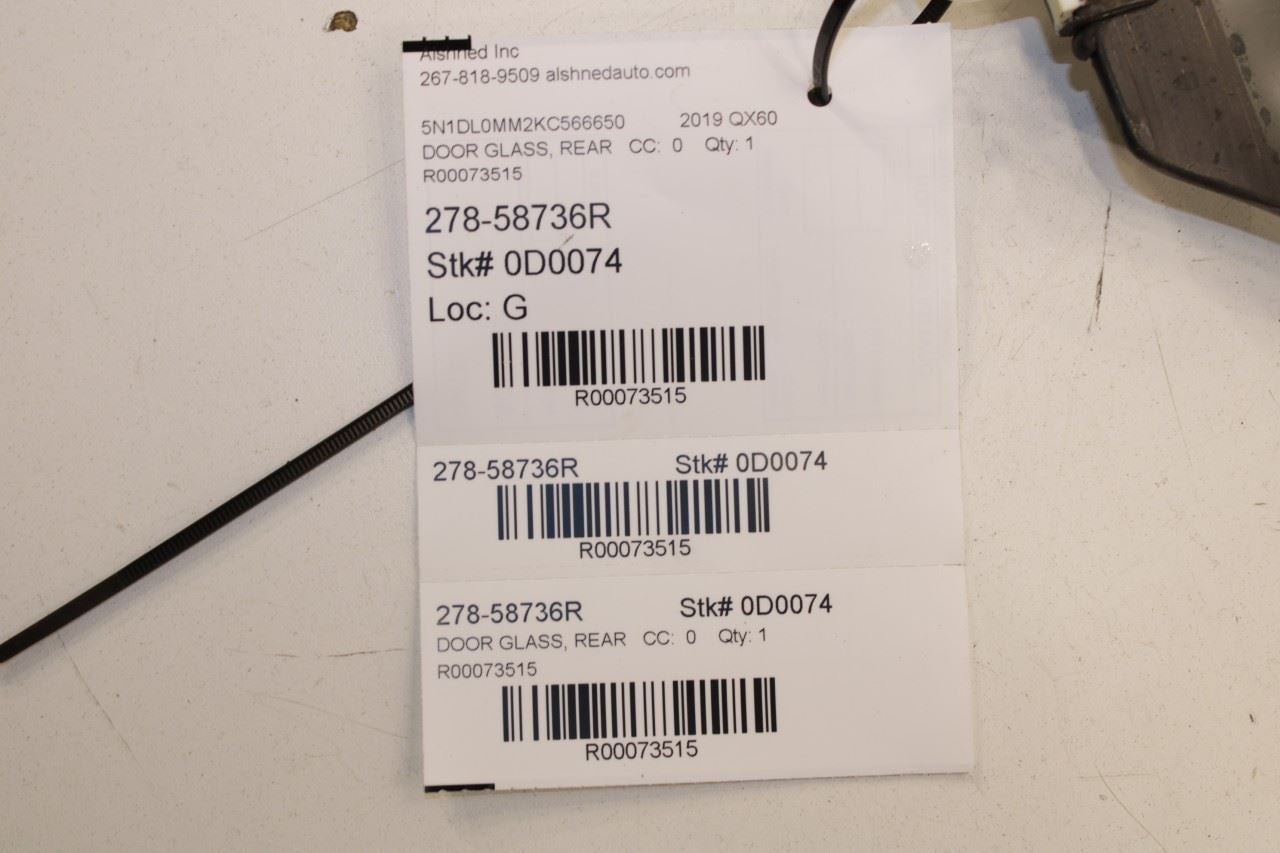 Alshned Inc
267-818-9509 alshnedauto.com
5N1DL0MM2KC566650 2019 QX60
DOOR GLASS, REAR CC: 0 Qty: 1
R00073515
278-58736R
Stk# 0D0074
Loc: G
R00073515
278-58736R Stk# 0D0074
R00073515
278-58736R Stk# 0D0074
DOOR GLASS, REAR CC: 0 Qty: 1
R00073515
R00073515